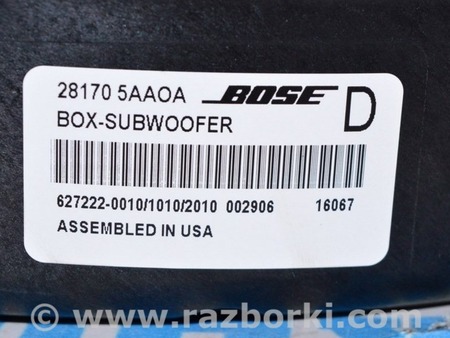 28170 5AAOA BOSE D
BOX-SUBWOOFER
627222-0010/1010/2010 002906 16067
ASSEMBLED IN USA
© www.razborki.com